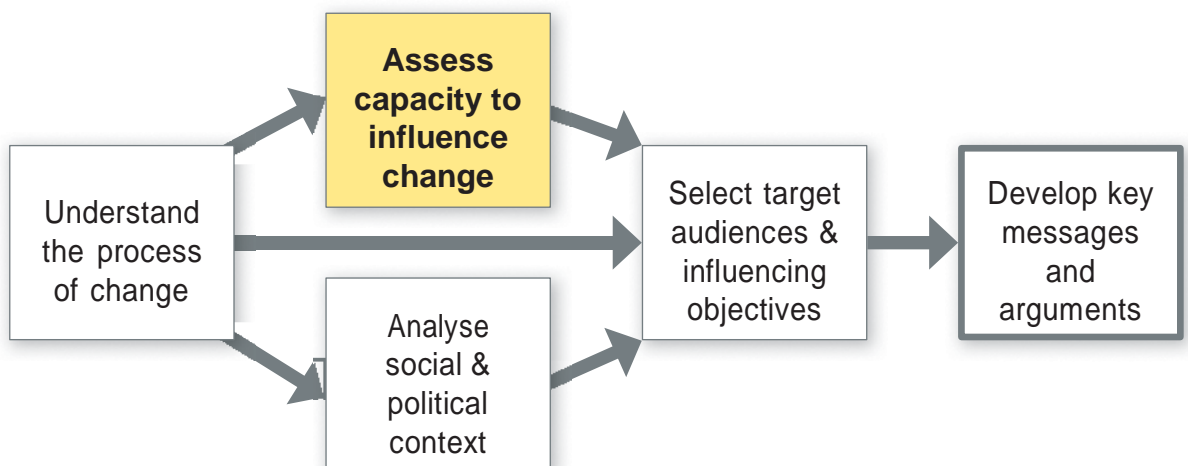 Assess
capacity to
influence
change
Understand
the process
of change
Analyse
social &
political
context
Select target
audiences &
influencing
objectives
Develop key
messages
and
arguments